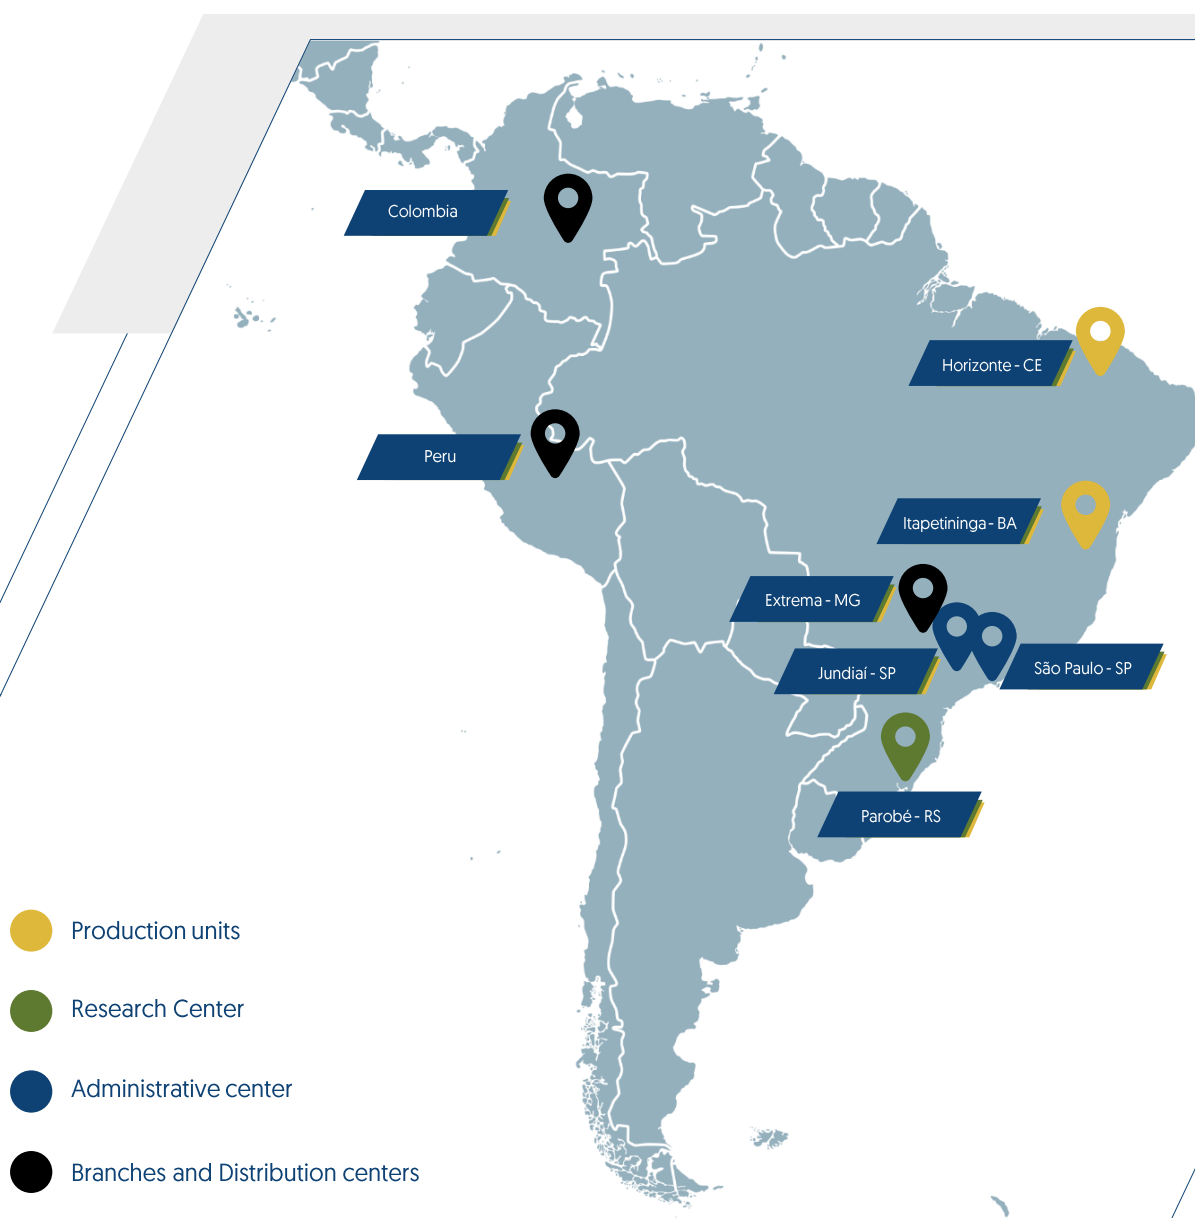 Colombia
Horizonte - CE
Peru
Itapetininga - BA
Extrema - MG
São Paulo - SP
Jundiaí - SP
Parobé - RS
Production units
Research Center
Administrative center
Branches and Distribution centers